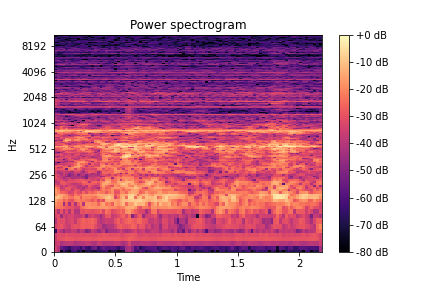 Power spectrogram
Hz
8192
4096
2048
1024
512
256
128
64
0
0
0.5
1
1.5
2
Time
+0 dB
-10 dB
-20 dB
-30 dB
-40 dB
-50 dB
-60 dB
-70 dB
-80 dB